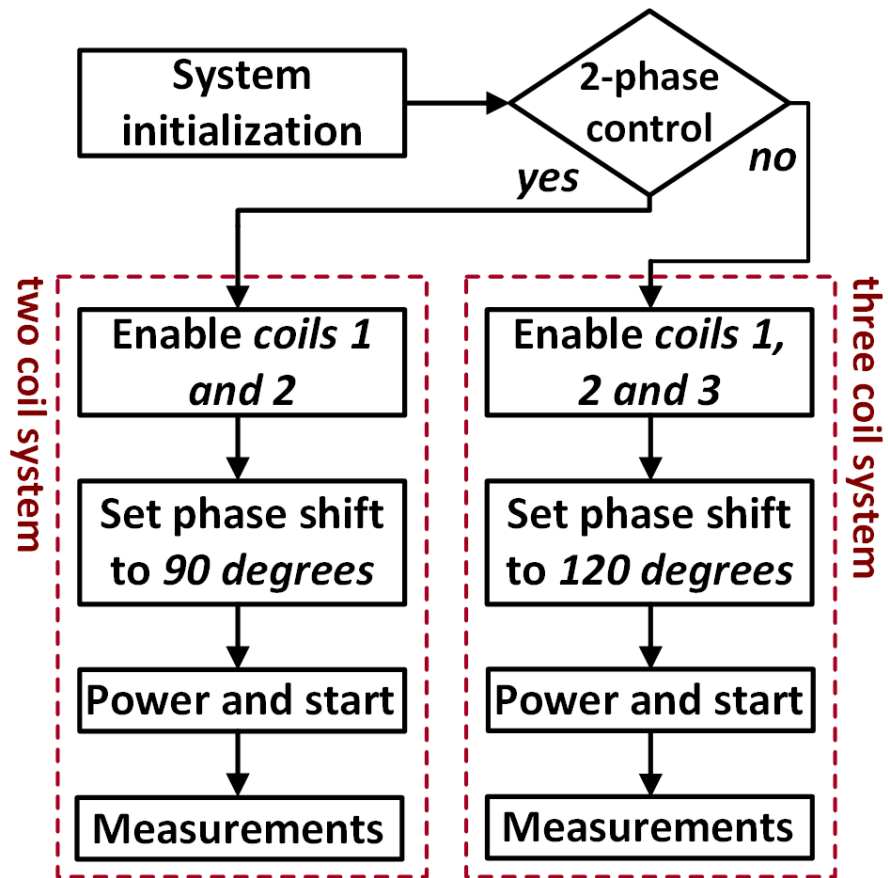 System
initialization
2-phase
control
yes
no
two coil system
Enable coils 1
and 2
Set phase shift
to 90 degrees
Power and start
Measurements
three coil system
Enable coils 1,
2 and 3
Set phase shift
to 120 degrees
Power and start
Measurements